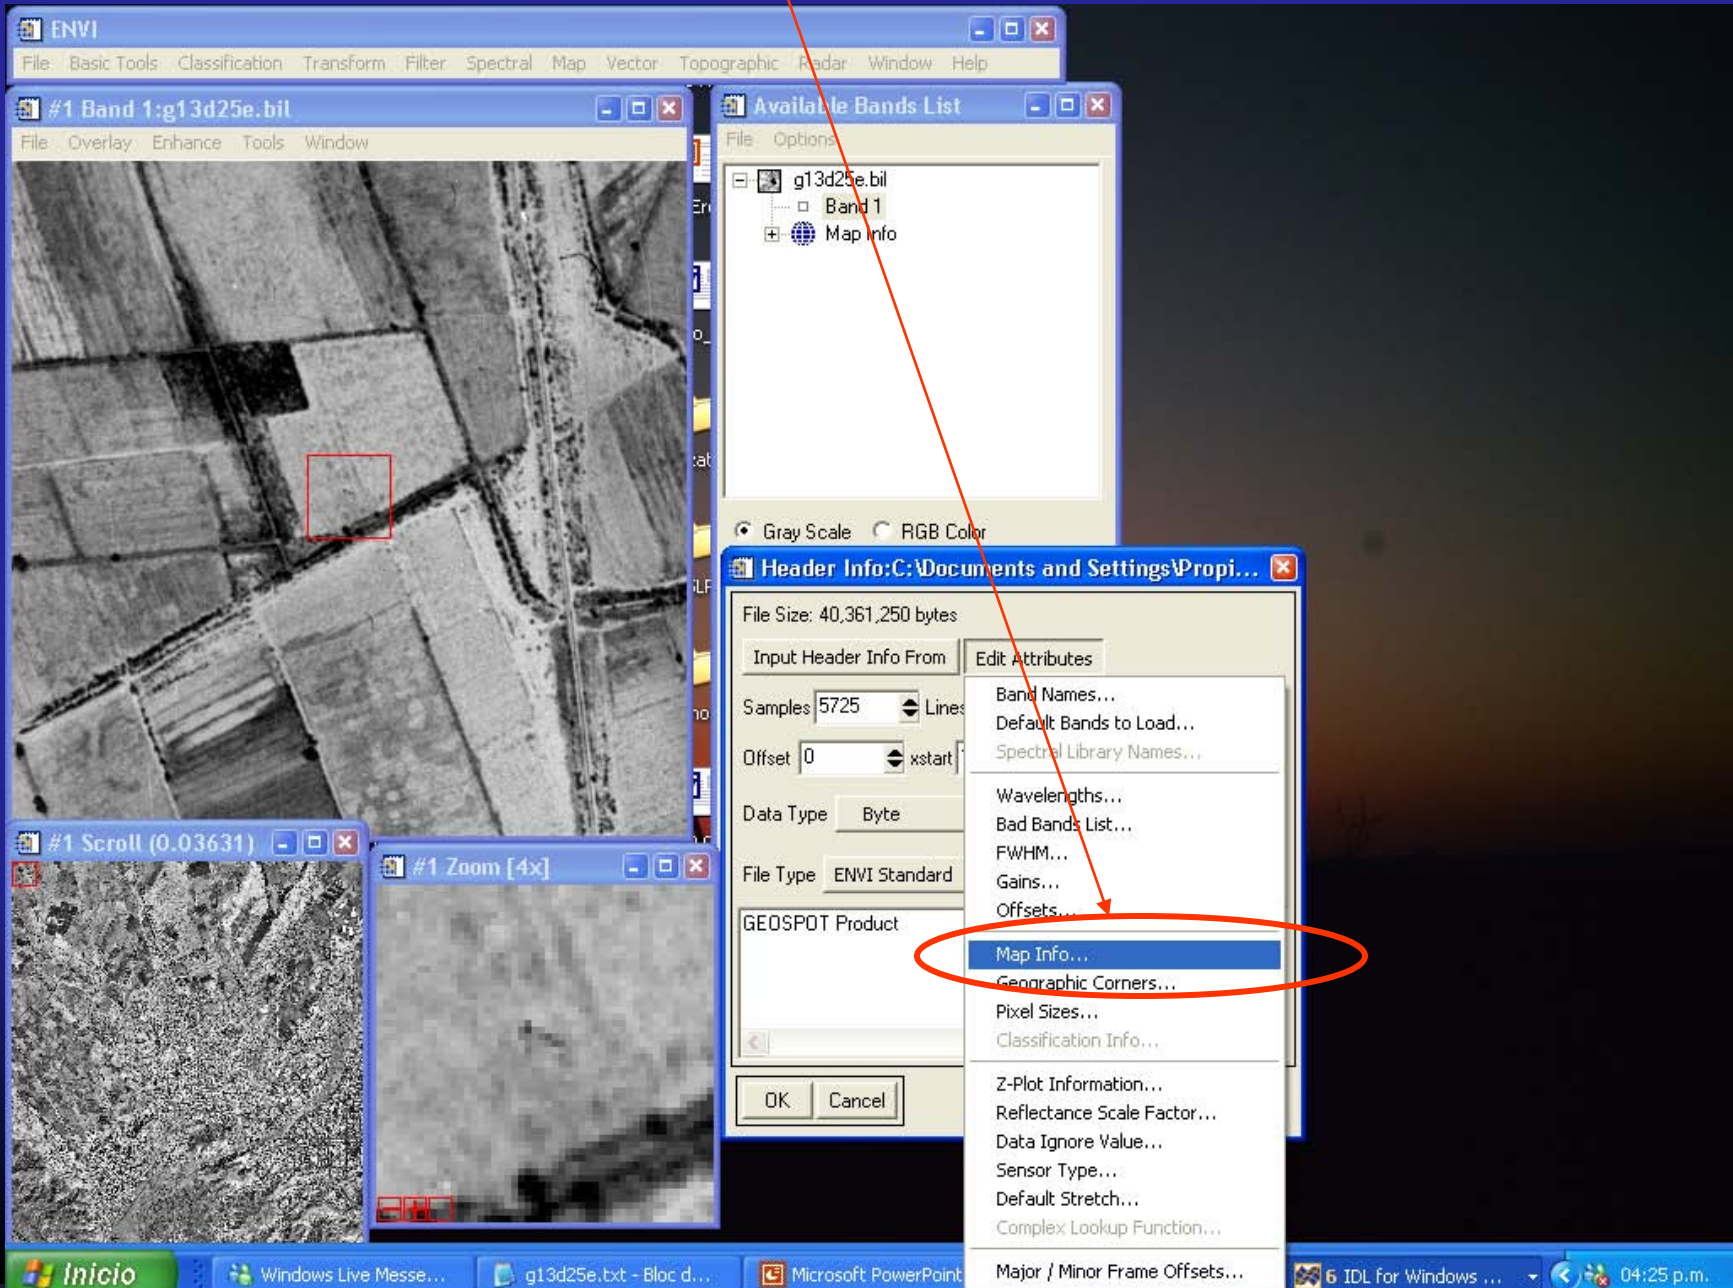 ENVI
File Basic Tools Classification Transform Filter Spectral Map Vector Topographic Radar Window Help
#1 Band 1:g13d25e.bil
File Overlay Enhance Tools Window
Available Bands List
File Options
g13d25e.bil
Band 1
Map Info
Gray Scale RGB Color
Header Info:C:\Documents and Settings\Propi...
File Size: 40,361,250 bytes
Input Header Info From Edit Attributes
Samples 5725 Lines
Offset 0 xstart
Data Type Byte
File Type ENVI Standard
GEOSPOT Product
OK Cancel
Band Names...
Default Bands to Load...
Spectral Library Names...
Wavelengths...
Bad Bands List...
FWHM...
Gains...
Offsets...
Map Info...
Geographic Corners...
Pixel Sizes...
Classification Info...
Z-Plot Information...
Reflectance Scale Factor...
Data Ignore Value...
Sensor Type...
Default Stretch...
Complex Lookup Function...
Major / Minor Frame Offsets...
#1 Scroll (0.03631)
#1 Zoom [4x]
Inicio
Windows Live Messe...
g13d25e.txt - Bloc d...
Microsoft PowerPoint
6 IDL for Windows ...
04:25 p.m.